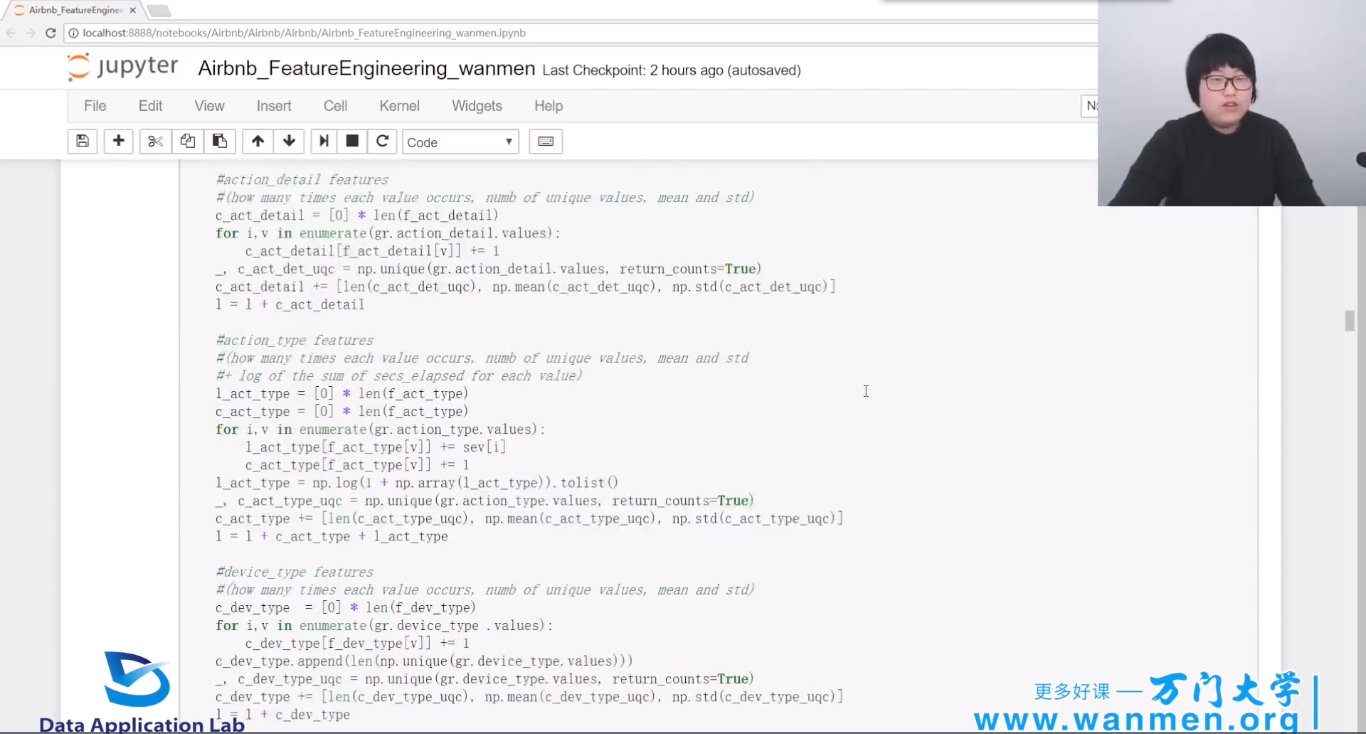 Airbnb_FeatureEnginee
localhost:8888/notebooks/Airbnb/Airbnb/Airbnb/Airbnb_FeatureEngineering_wanmen.ipynb
jupyter Airbnb_FeatureEngineering_wanmen Last Checkpoint: 2 hours ago (autosaved)
File Edit View Insert Cell Kernel Widgets Help
Code
#action_detail features
#(how many times each value occurs, numb of unique values, mean and std)
c_act_detail = [0] * len(f_act_detail)
for i,v in enumerate(gr.action_detail.values):
    c_act_detail[f_act_detail[v]] += 1
_, c_act_det_uqc = np.unique(gr.action_detail.values, return_counts=True)
c_act_detail += [len(c_act_det_uqc), np.mean(c_act_det_uqc), np.std(c_act_det_uqc)]
l = l + c_act_detail
#action_type features
#(how many times each value occurs, numb of unique values, mean and std
#+ log of the sum of secs_elapsed for each value)
l_act_type = [0] * len(f_act_type)
c_act_type = [0] * len(f_act_type)
for i,v in enumerate(gr.action_type.values):
    l_act_type[f_act_type[v]] += sev[i]
    c_act_type[f_act_type[v]] += 1
l_act_type = np.log(1 + np.array(l_act_type)).tolist()
_, c_act_type_uqc = np.unique(gr.action_type.values, return_counts=True)
c_act_type += [len(c_act_type_uqc), np.mean(c_act_type_uqc), np.std(c_act_type_uqc)]
l = l + c_act_type + l_act_type
#device_type features
#(how many times each value occurs, numb of unique values, mean and std)
c_dev_type  = [0] * len(f_dev_type)
for i,v in enumerate(gr.device_type .values):
    c_dev_type[f_dev_type[v]] += 1
c_dev_type.append(len(np.unique(gr.device_type.values)))
_, c_dev_type_uqc = np.unique(gr.device_type.values, return_counts=True)
c_dev_type += [len(c_dev_type_uqc), np.mean(c_dev_type_uqc), np.std(c_dev_type_uqc)]
l = l + c_dev_type
Data Application Lab
更多好课 — 万门大学
www.wanmen.org